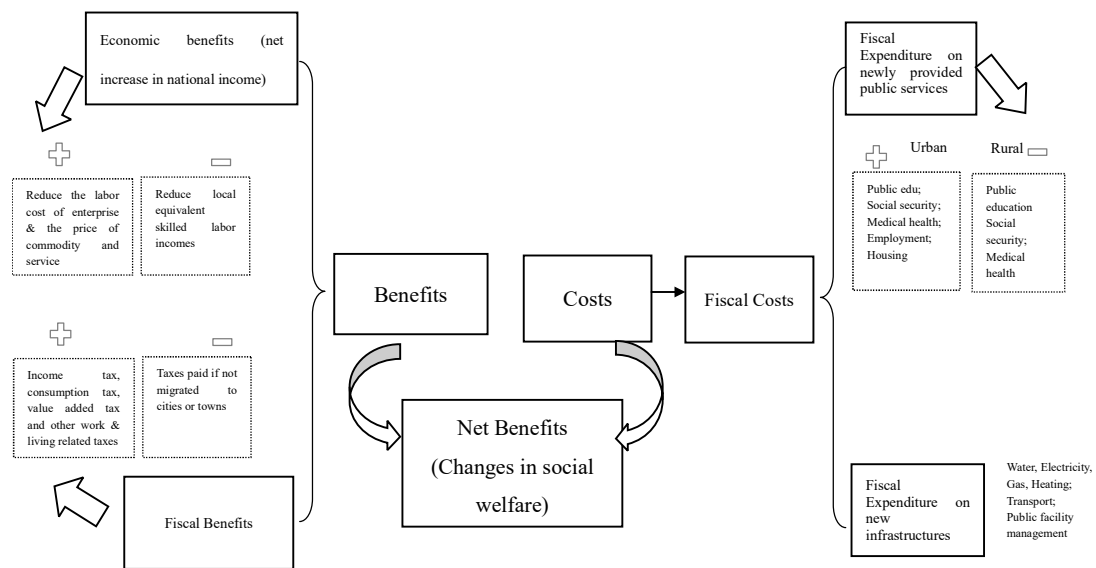 Economic benefits (net
increase in national income)
Reduce the labor
cost of enterprise
& the price of
commodity and
service
Reduce local
equivalent
skilled labor
incomes
Income tax,
consumption tax,
value added tax
and other work &
living related taxes
Taxes paid if not
migrated to
cities or towns
Fiscal Benefits
Benefits
Costs
Net Benefits
(Changes in social
welfare)
Fiscal Costs
Fiscal
Expenditure on
newly provided
public services
Urban
Rural
Public edu;
Social security;
Medical health;
Employment;
Housing
Public
education
Social
security;
Medical
health
Fiscal
Expenditure on
new
infrastructures
Water, Electricity,
Gas, Heating;
Transport;
Public facility
management